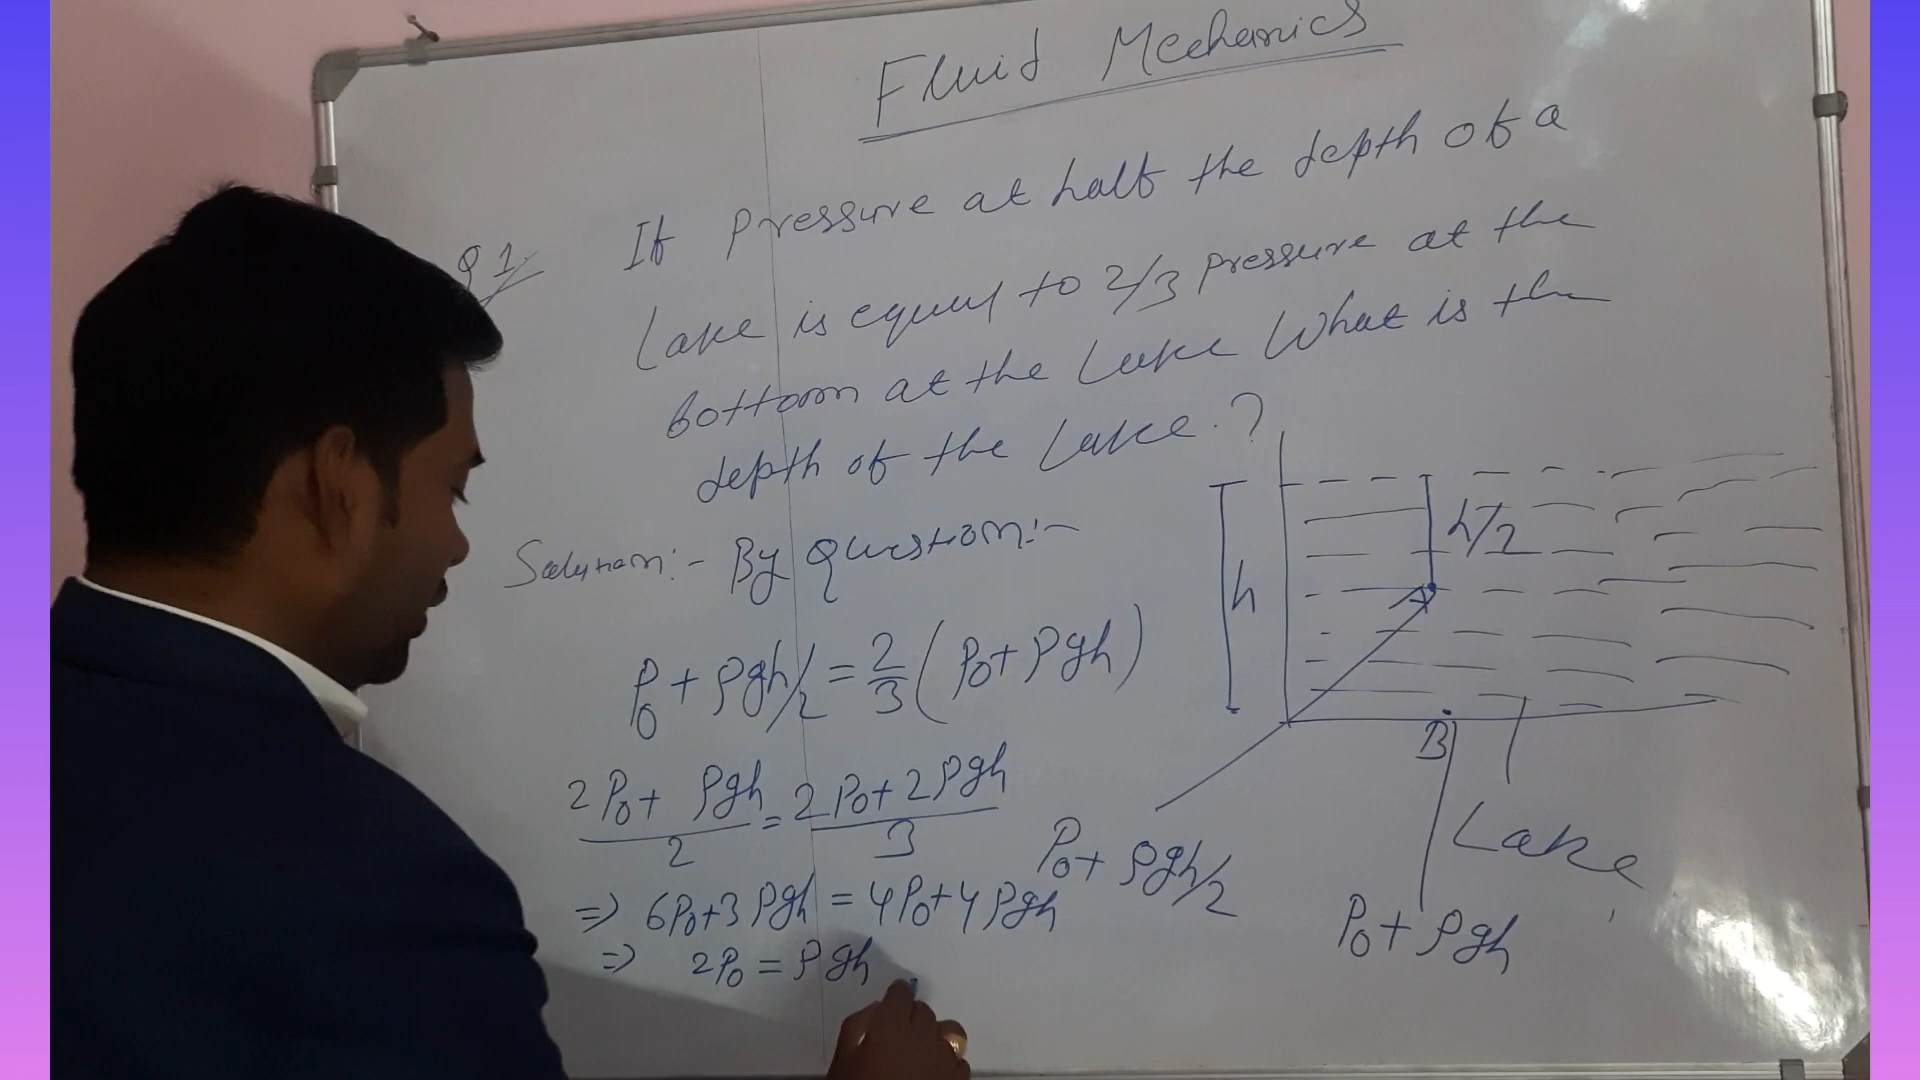 Fluid Mechanics
Q 1. If Pressure at half the depth of a
Lake is equal to 2/3 pressure at the
bottom at the Lake What is the
depth of the Lake.?
Solution:- By Question:-
P₀ + ρgh/2 = 2/3 (P₀ + ρgh)
(2P₀ + ρgh)/2 = (2P₀ + 2ρgh)/3
=> 6P₀+3ρgh = 4P₀+4ρgh
=> 2P₀ = ρgh
h/2
h
A
B
Lake
P₀ + ρgh/2
P₀ + ρgh